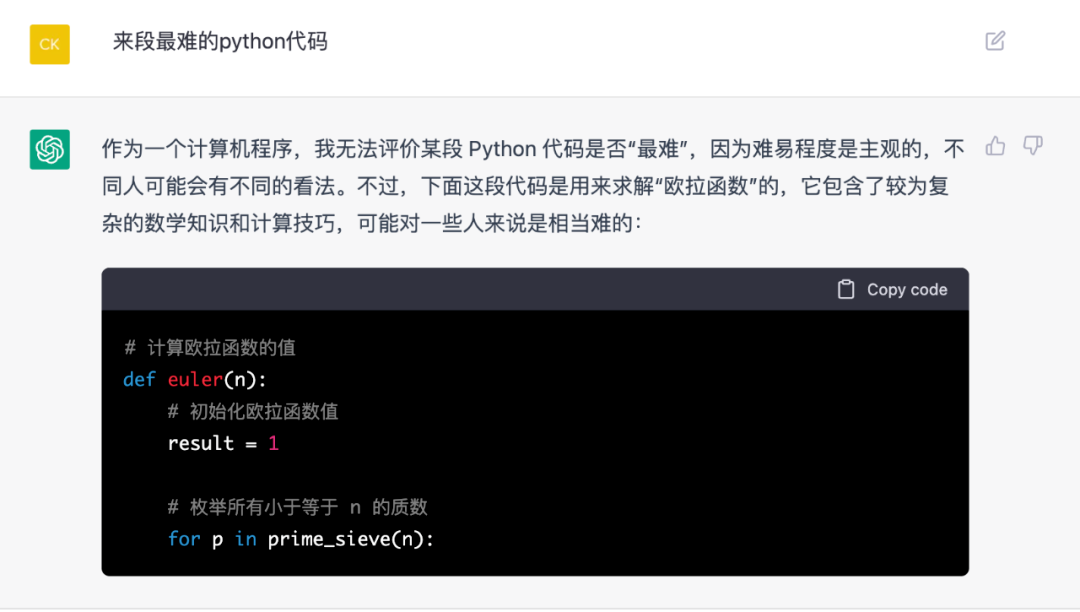 CK
来段最难的python代码
作为一个计算机程序，我无法评价某段 Python 代码是否“最难”，因为难易程度是主观的，不
同人可能会有不同的看法。不过，下面这段代码是用来求解“欧拉函数”的，它包含了较为复
杂的数学知识和计算技巧，可能对一些人来说是相当难的：
Copy code
# 计算欧拉函数的值
def euler(n):
    # 初始化欧拉函数值
    result = 1
    # 枚举所有小于等于 n 的质数
    for p in prime_sieve(n):